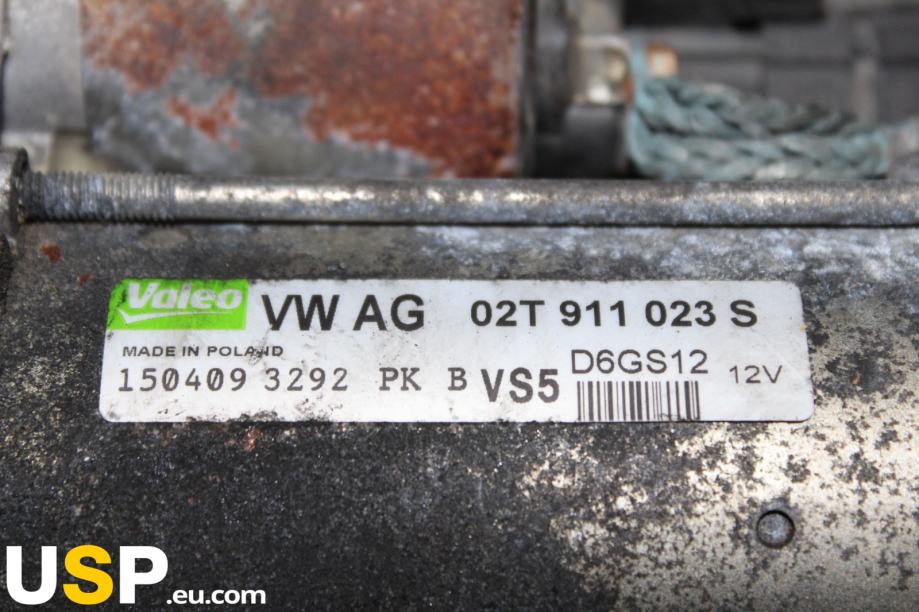 Valeo VW AG 02T 911 023 S
MADE IN POLAND
150409 3292 PK B VS5 D6GS12 12V
USP.eu.com